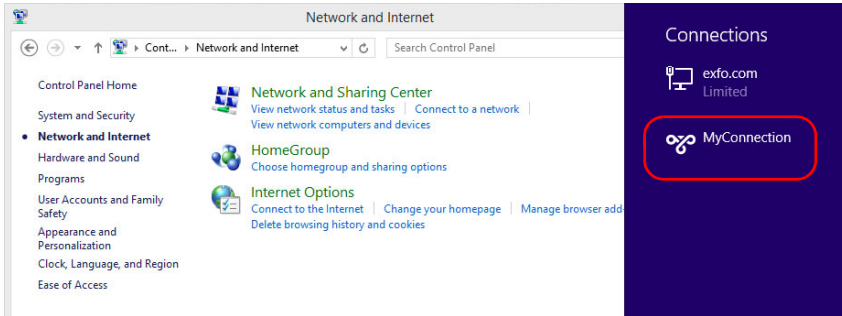 Network and Internet
Cont... Network and Internet
Search Control Panel
Control Panel Home
System and Security
Network and Internet
Hardware and Sound
Programs
User Accounts and Family
Safety
Appearance and
Personalization
Clock, Language, and Region
Ease of Access
Network and Sharing Center
View network status and tasks | Connect to a network |
View network computers and devices
HomeGroup
Choose homegroup and sharing options
Internet Options
Connect to the Internet | Change your homepage | Manage browser add-
Delete browsing history and cookies
Connections
exfo.com
Limited
MyConnection